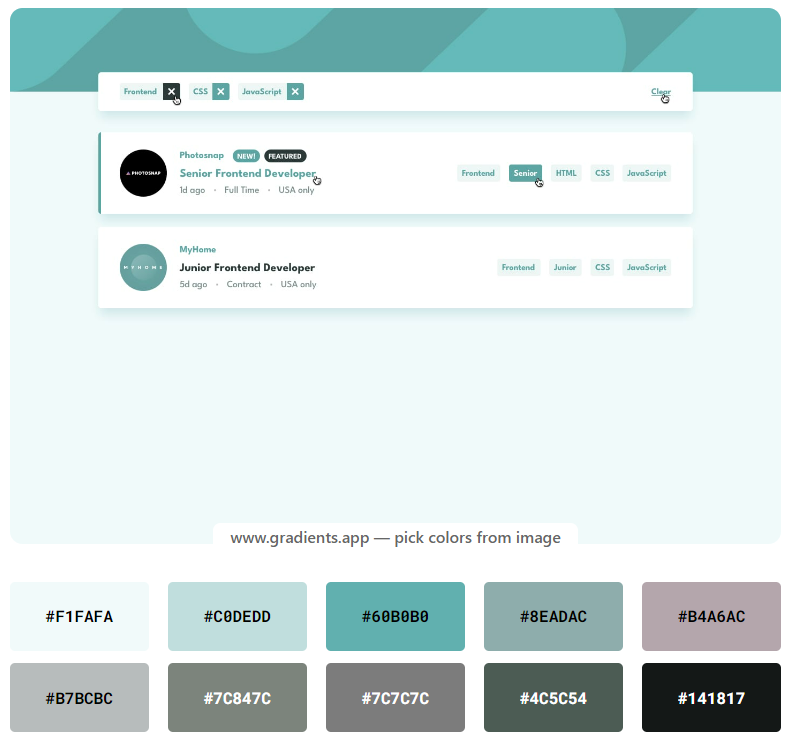 Frontend CSS JavaScript Clear
Photosnap NEW! FEATURED
PHOTOSNAP
Senior Frontend Developer
1d ago · Full Time · USA only
Frontend Senior HTML CSS JavaScript
MyHome
MYHOME
Junior Frontend Developer
5d ago · Contract · USA only
Frontend Junior CSS JavaScript
www.gradients.app — pick colors from image
#F1FAFA #C0DEDD #60B0B0 #8EADAC #B4A6AC
#B7BCBC #7C847C #7C7C7C #4C5C54 #141817